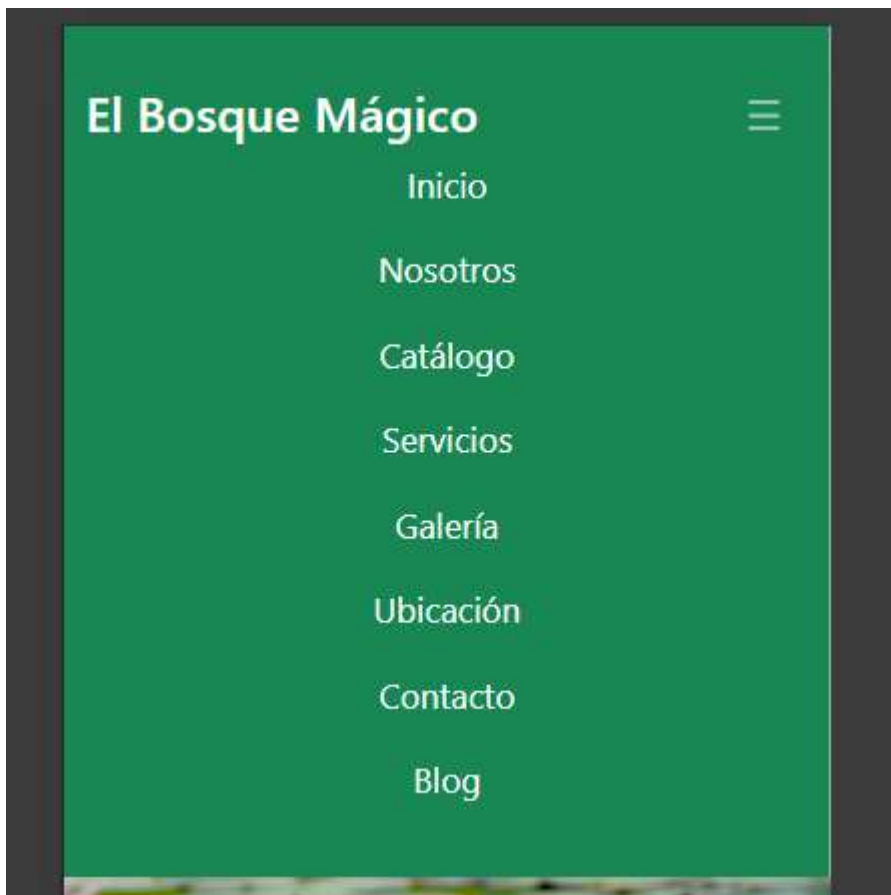 El Bosque Mágico
Inicio
Nosotros
Catálogo
Servicios
Galería
Ubicación
Contacto
Blog